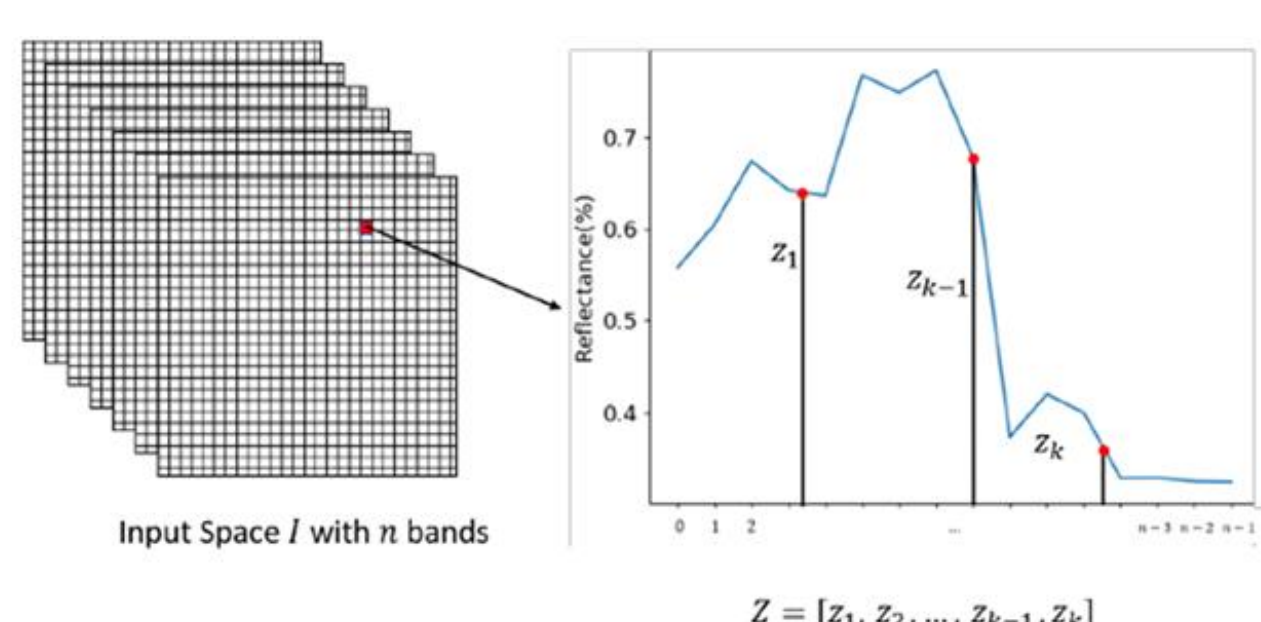 0.7
0.6
0.5
0.4
Reflectance(%)
z₁
zₖ₋₁
zₖ
0 1 2 ... n − 3 n − 2 n − 1
Input Space I with n bands
Z = [z₁, z₂, ..., zₖ₋₁, zₖ]